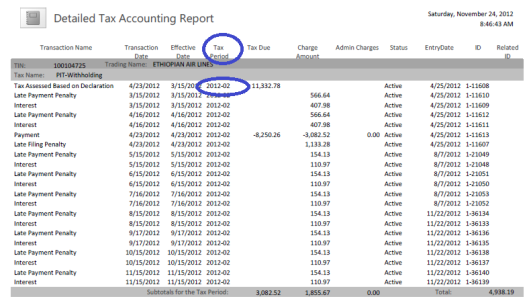 Detailed Tax Accounting Report
Saturday, November 24, 2012
8:46:43 AM
Transaction Name Transaction Date Effective Date Tax Period Tax Due Charge Amount Admin Charges Status EntryDate ID Related ID
TIN: 100104725 Trading Name: ETHIOPIAN AIR LINES
Tax Name: PIT-Withholding
Tax Assessed Based on Declaration 4/23/2012 3/15/2012 2012-02 11,332.78 Active 4/25/2012 1-11608
Late Payment Penalty 3/15/2012 3/15/2012 2012-02 566.64 Active 4/25/2012 1-11610
Interest 3/15/2012 3/15/2012 2012-02 407.98 Active 4/25/2012 1-11609
Late Payment Penalty 4/16/2012 4/16/2012 2012-02 566.64 Active 4/25/2012 1-11612
Interest 4/16/2012 4/16/2012 2012-02 407.98 Active 4/25/2012 1-11611
Payment 4/23/2012 4/23/2012 2012-02 -8,250.26 -3,082.52 0.00 Active 4/25/2012 1-11613
Late Filing Penalty 4/23/2012 4/23/2012 2012-02 1,133.28 Active 4/25/2012 1-11607
Late Payment Penalty 5/15/2012 5/15/2012 2012-02 154.13 Active 8/7/2012 1-21049
Interest 5/15/2012 5/15/2012 2012-02 110.97 Active 8/7/2012 1-21048
Late Payment Penalty 6/15/2012 6/15/2012 2012-02 154.13 Active 8/7/2012 1-21051
Interest 6/15/2012 6/15/2012 2012-02 110.97 Active 8/7/2012 1-21050
Late Payment Penalty 7/16/2012 7/16/2012 2012-02 154.13 Active 8/7/2012 1-21053
Interest 7/16/2012 7/16/2012 2012-02 110.97 Active 8/7/2012 1-21052
Late Payment Penalty 8/15/2012 8/15/2012 2012-02 154.13 Active 11/22/2012 1-36134
Interest 8/15/2012 8/15/2012 2012-02 110.97 Active 11/22/2012 1-36133
Late Payment Penalty 9/17/2012 9/17/2012 2012-02 154.13 Active 11/22/2012 1-36136
Interest 9/17/2012 9/17/2012 2012-02 110.97 Active 11/22/2012 1-36135
Late Payment Penalty 10/15/2012 10/15/2012 2012-02 154.13 Active 11/22/2012 1-36138
Interest 10/15/2012 10/15/2012 2012-02 110.97 Active 11/22/2012 1-36137
Late Payment Penalty 11/15/2012 11/15/2012 2012-02 154.13 Active 11/22/2012 1-36140
Interest 11/15/2012 11/15/2012 2012-02 110.97 Active 11/22/2012 1-36139
Subtotals for the Tax Period: 3,082.52 1,855.67 0.00 Total: 4,938.19